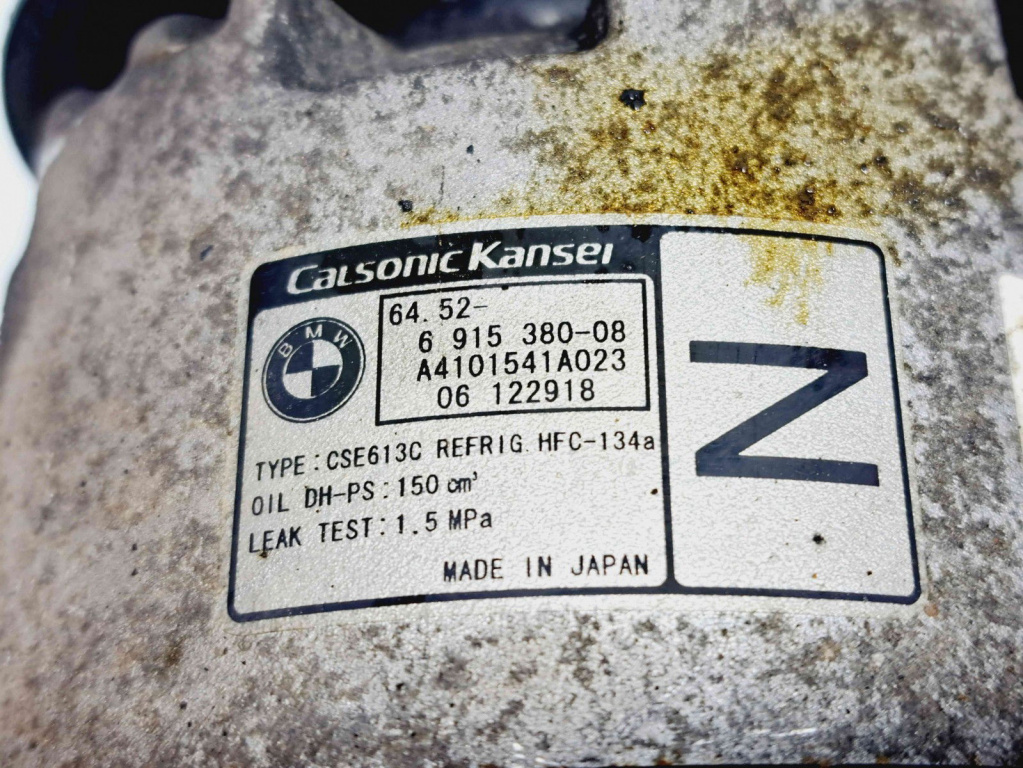 Calsonic Kansei
BMW
64.52-
6 915 380-08
A4101541A023
06 122918
TYPE : CSE613C REFRIG. HFC-134a
OIL DH-PS : 150 cm³
LEAK TEST : 1.5 MPa
MADE IN JAPAN
N